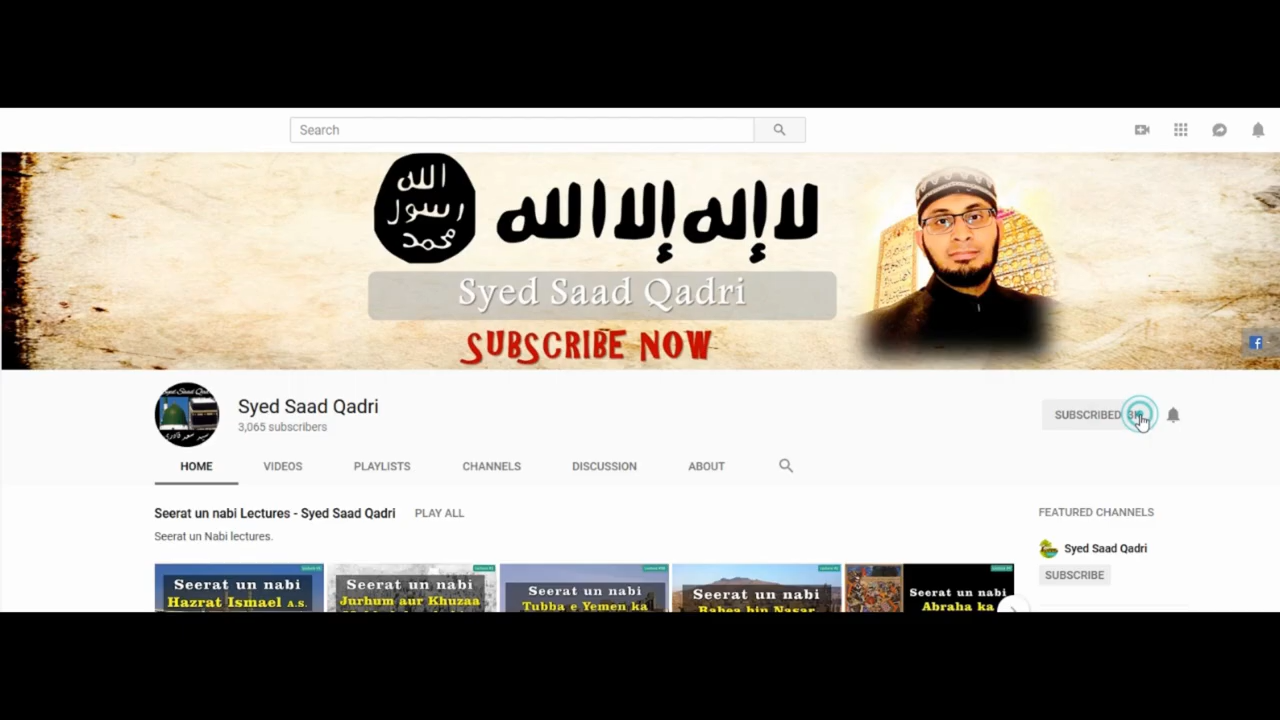 Search
الله
رسول
محمد
لا إله إلا الله
Syed Saad Qadri
SUBSCRIBE NOW
Syed Saad Qadri
3,065 subscribers
SUBSCRIBED
HOME VIDEOS PLAYLISTS CHANNELS DISCUSSION ABOUT
Seerat un nabi Lectures - Syed Saad Qadri PLAY ALL
Seerat un Nabi lectures.
FEATURED CHANNELS
Syed Saad Qadri
SUBSCRIBE
Seerat un nabi
Hazrat Ismael A.S.
Seerat un nabi
Jurhum aur Khuzaa
Seerat un nabi
Tubba e Yemen ka
Seerat un nabi
Rabea bin Nasar
Seerat un nabi
Abraha ka